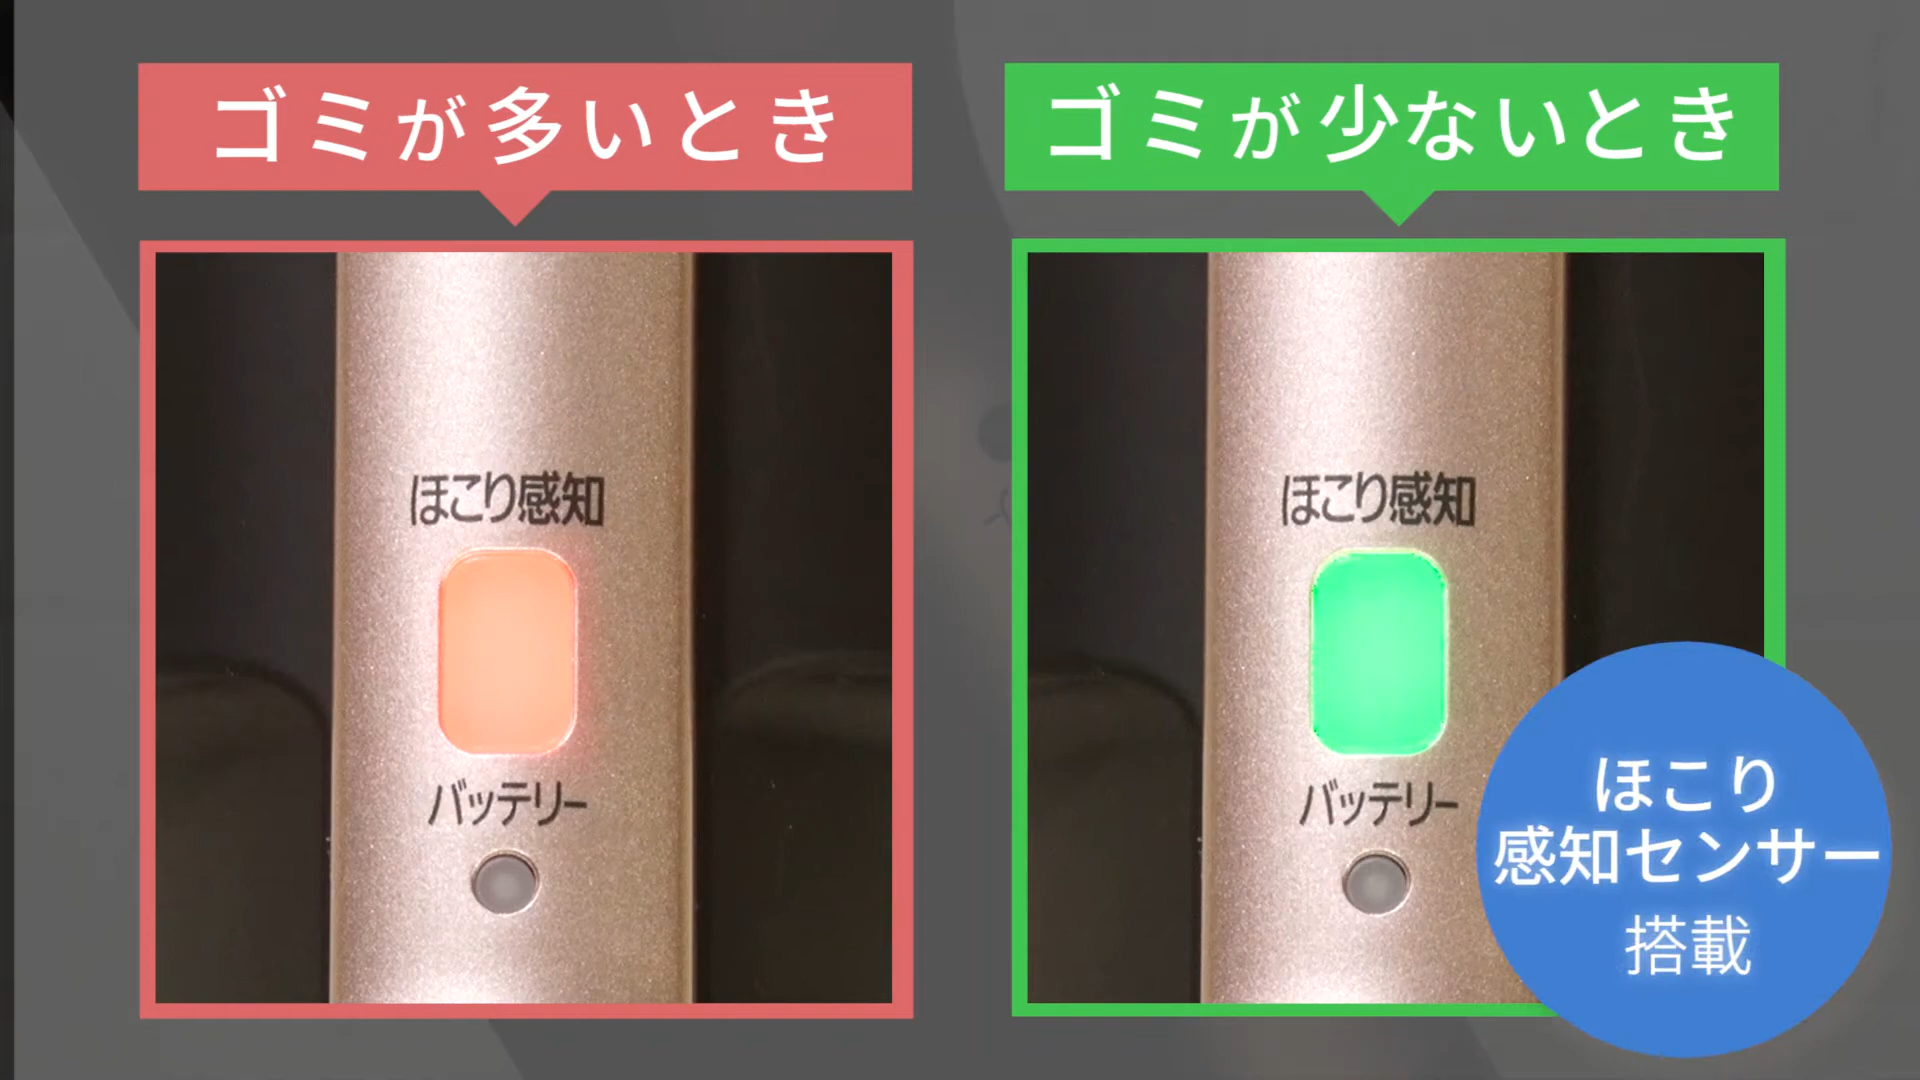 ゴミが多いとき
ゴミが少ないとき
ほこり感知
バッテリー
ほこり感知
バッテリー
ほこり
感知センサー
搭載